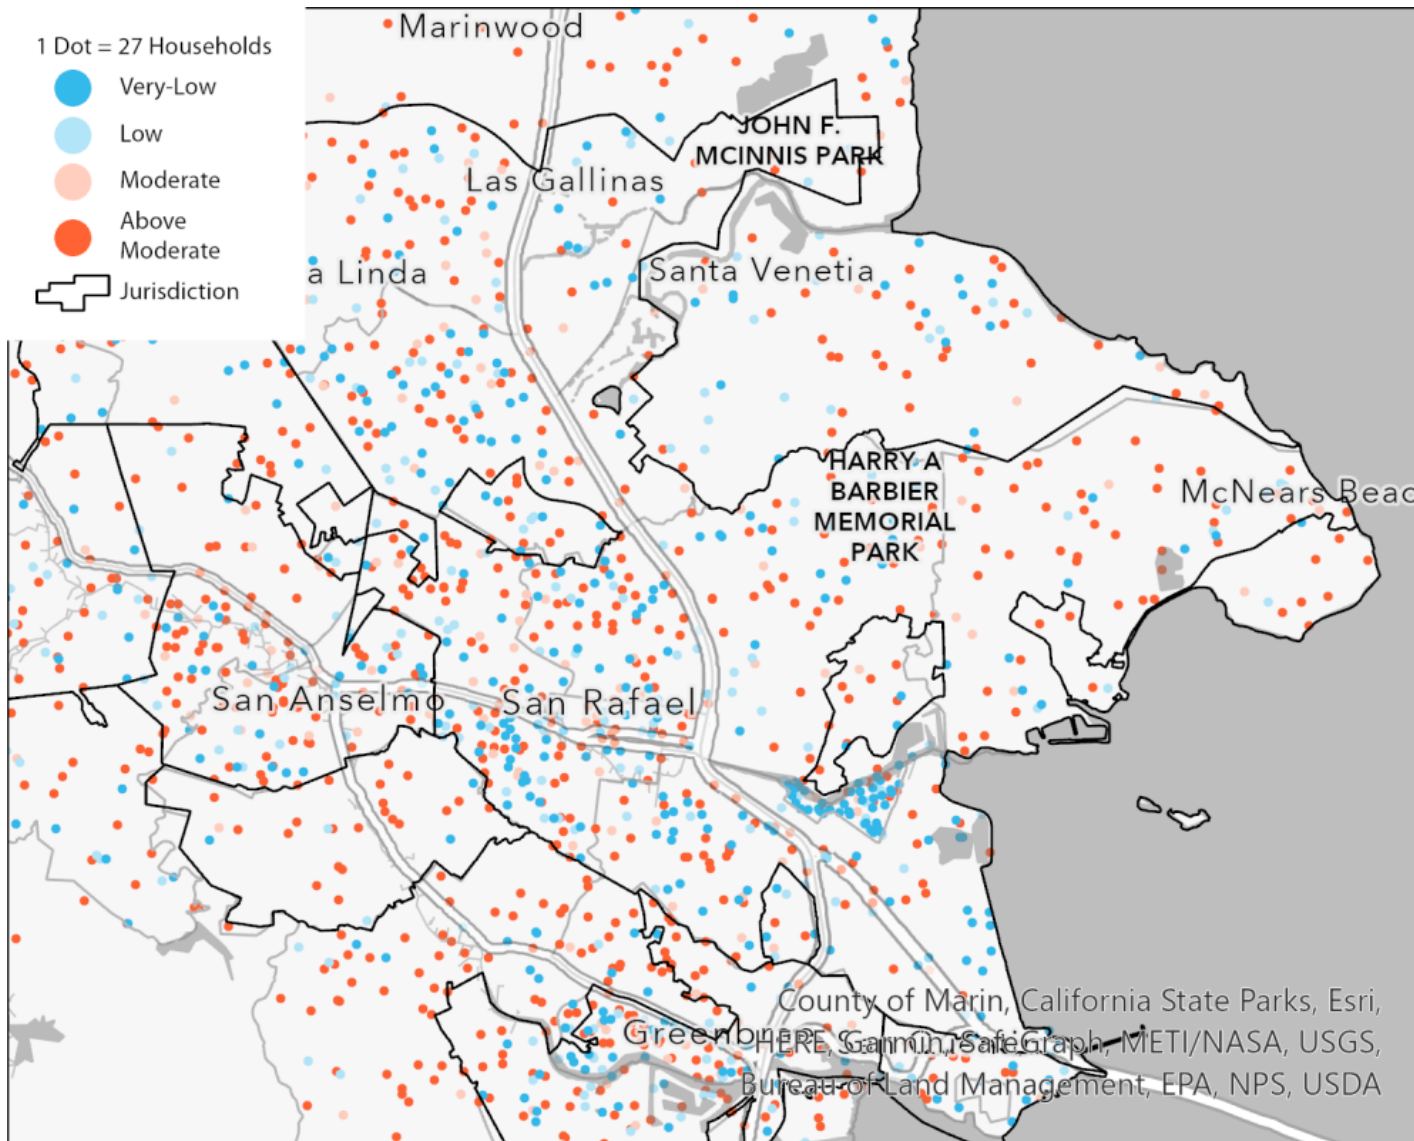 1 Dot = 27 Households
Very-Low
Low
Moderate
Above
Moderate
Jurisdiction
Marinwood
JOHN F.
MCINNIS PARK
Las Gallinas
a Linda
Santa Venetia
HARRY A
BARBIER
MEMORIAL
PARK
McNears Beac
San Anselmo
San Rafael
County of Marin, California State Parks, Esri,
Greenbrae
HERE, Garmin, SafeGraph, METI/NASA, USGS,
Bureau of Land Management, EPA, NPS, USDA